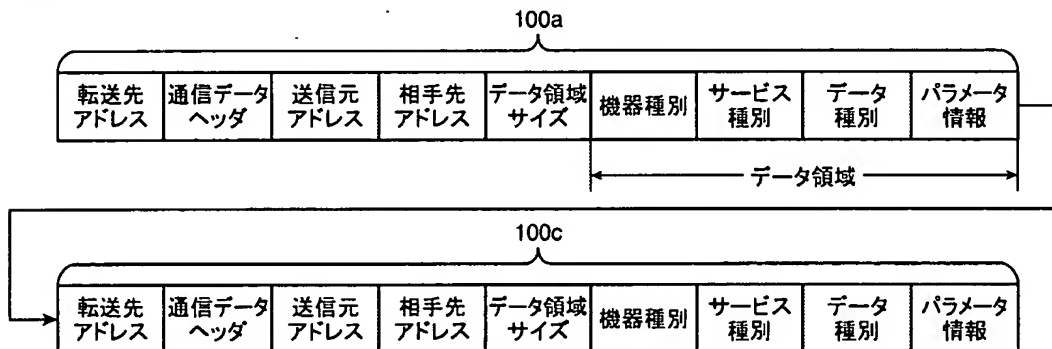 100a
転送先アドレス
通信データヘッダ
送信元アドレス
相手先アドレス
データ領域サイズ
機器種別
サービス種別
データ種別
パラメータ情報
データ領域
100c
転送先アドレス
通信データヘッダ
送信元アドレス
相手先アドレス
データ領域サイズ
機器種別
サービス種別
データ種別
パラメータ情報